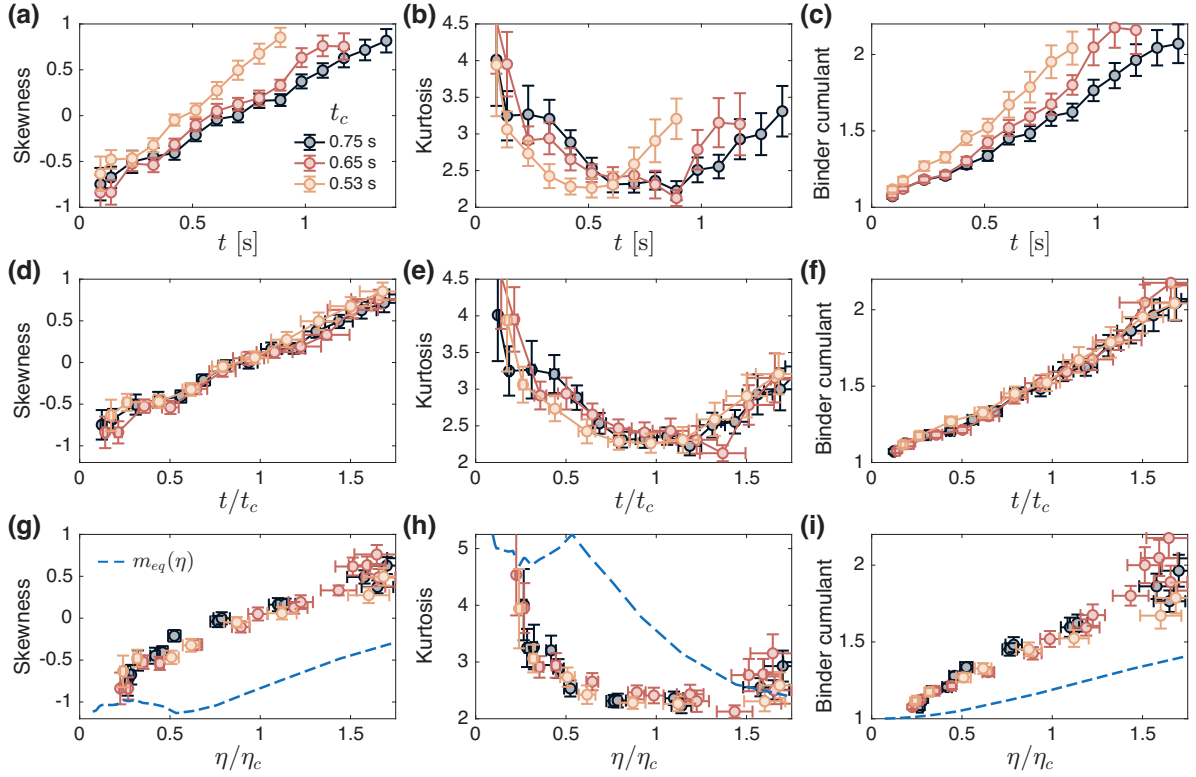 (a)
Skewness
1
0.5
0
-0.5
-1
0 0.5 1
t [s]
t_c
0.75 s
0.65 s
0.53 s
(b)
Kurtosis
4.5
4
3.5
3
2.5
2
0 0.5 1
t [s]
(c)
Binder cumulant
2
1.5
1
0 0.5 1
t [s]
(d)
Skewness
1
0.5
0
-0.5
-1
0 0.5 1 1.5
t/t_c
(e)
Kurtosis
4.5
4
3.5
3
2.5
2
0 0.5 1 1.5
t/t_c
(f)
Binder cumulant
2
1.5
1
0 0.5 1 1.5
t/t_c
(g)
Skewness
1
0.5
0
-0.5
-1
0 0.5 1 1.5
η/η_c
m_{eq}(η)
(h)
Kurtosis
5
4
3
2
0 0.5 1 1.5
η/η_c
(i)
Binder cumulant
2
1.5
1
0 0.5 1 1.5
η/η_c